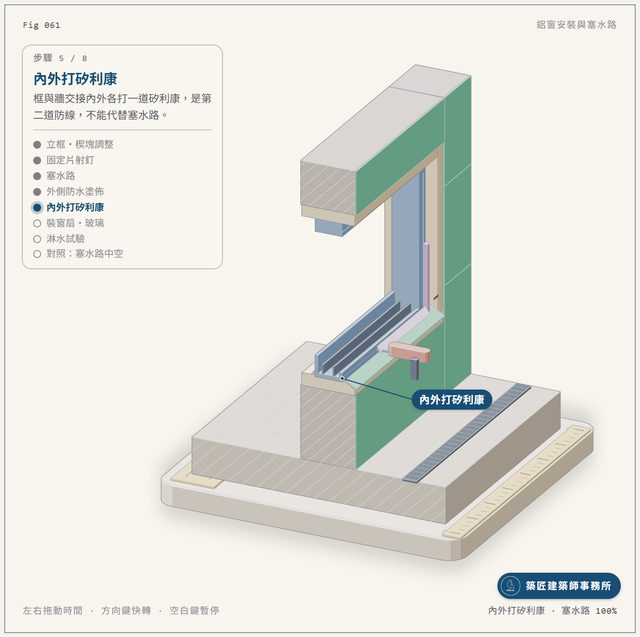 Fig 061
鋁窗安裝與塞水路
步驟 5 / 8
內外打矽利康
框與牆交接內外各打一道矽利康，是第
二道防線，不能代替塞水路。
立框・楔塊調整
固定片射釘
塞水路
外側防水塗佈
內外打矽利康
裝窗扇・玻璃
淋水試驗
對照：塞水路中空
內外打矽利康
築匠建築師事務所
左右拖動時間 · 方向鍵快轉 · 空白鍵暫停
內外打矽利康 · 塞水路 100%